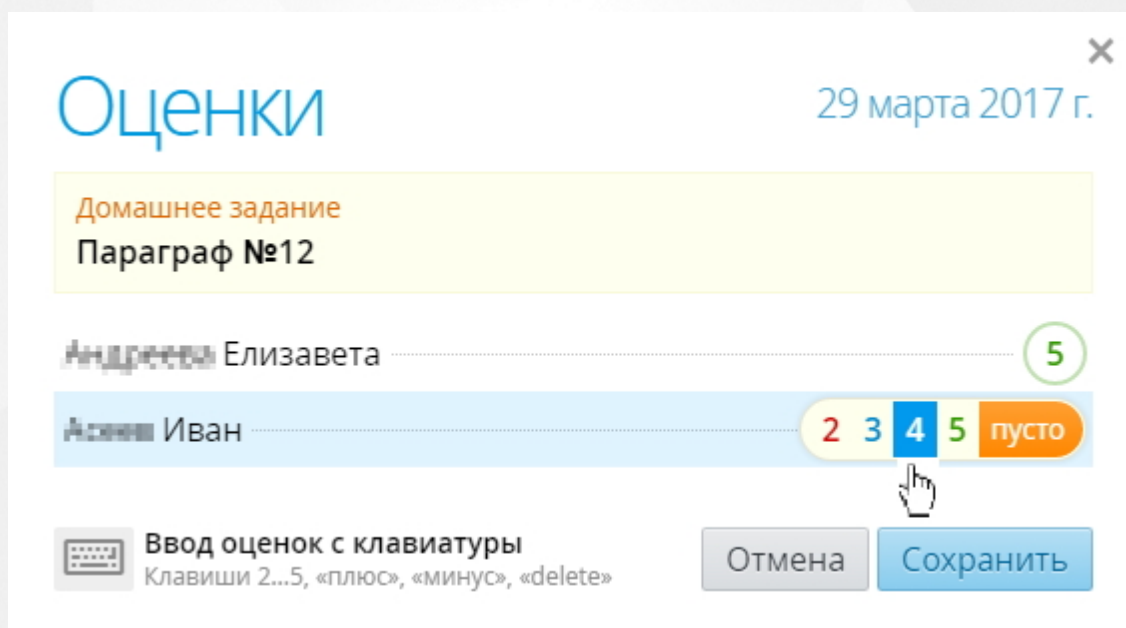 Оценки
29 марта 2017 г.
Домашнее задание
Параграф №12
Елизавета 5
Иван 2 3 4 5 пусто
Ввод оценок с клавиатуры
Клавиши 2...5, «плюс», «минус», «delete»
Отмена
Сохранить